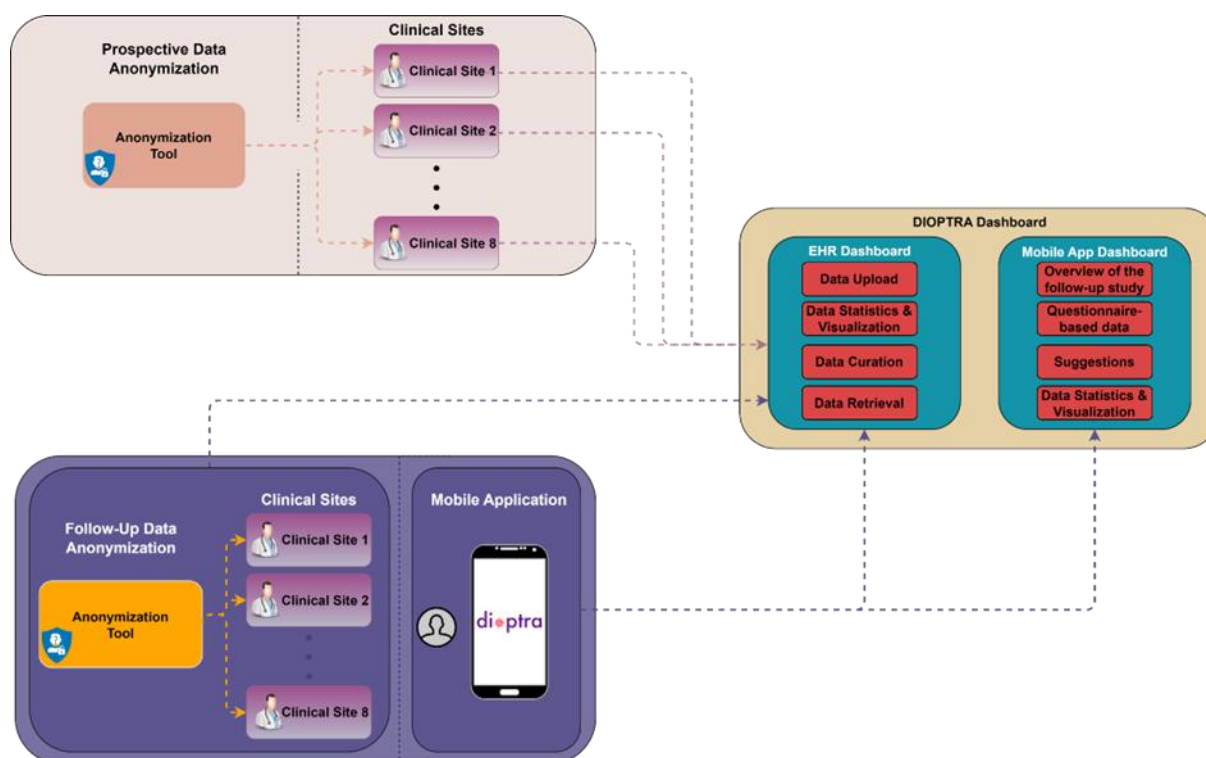 Prospective Data
Anonymization
Anonymization
Tool
Clinical Sites
Clinical Site 1
Clinical Site 2
Clinical Site 8
DIOPTRA Dashboard
EHR Dashboard
Data Upload
Data Statistics &
Visualization
Data Curation
Data Retrieval
Mobile App Dashboard
Overview of the
follow-up study
Questionnaire-
based data
Suggestions
Data Statistics &
Visualization
Follow-Up Data
Anonymization
Anonymization
Tool
Clinical Sites
Clinical Site 1
Clinical Site 2
Clinical Site 8
Mobile Application
dioptra